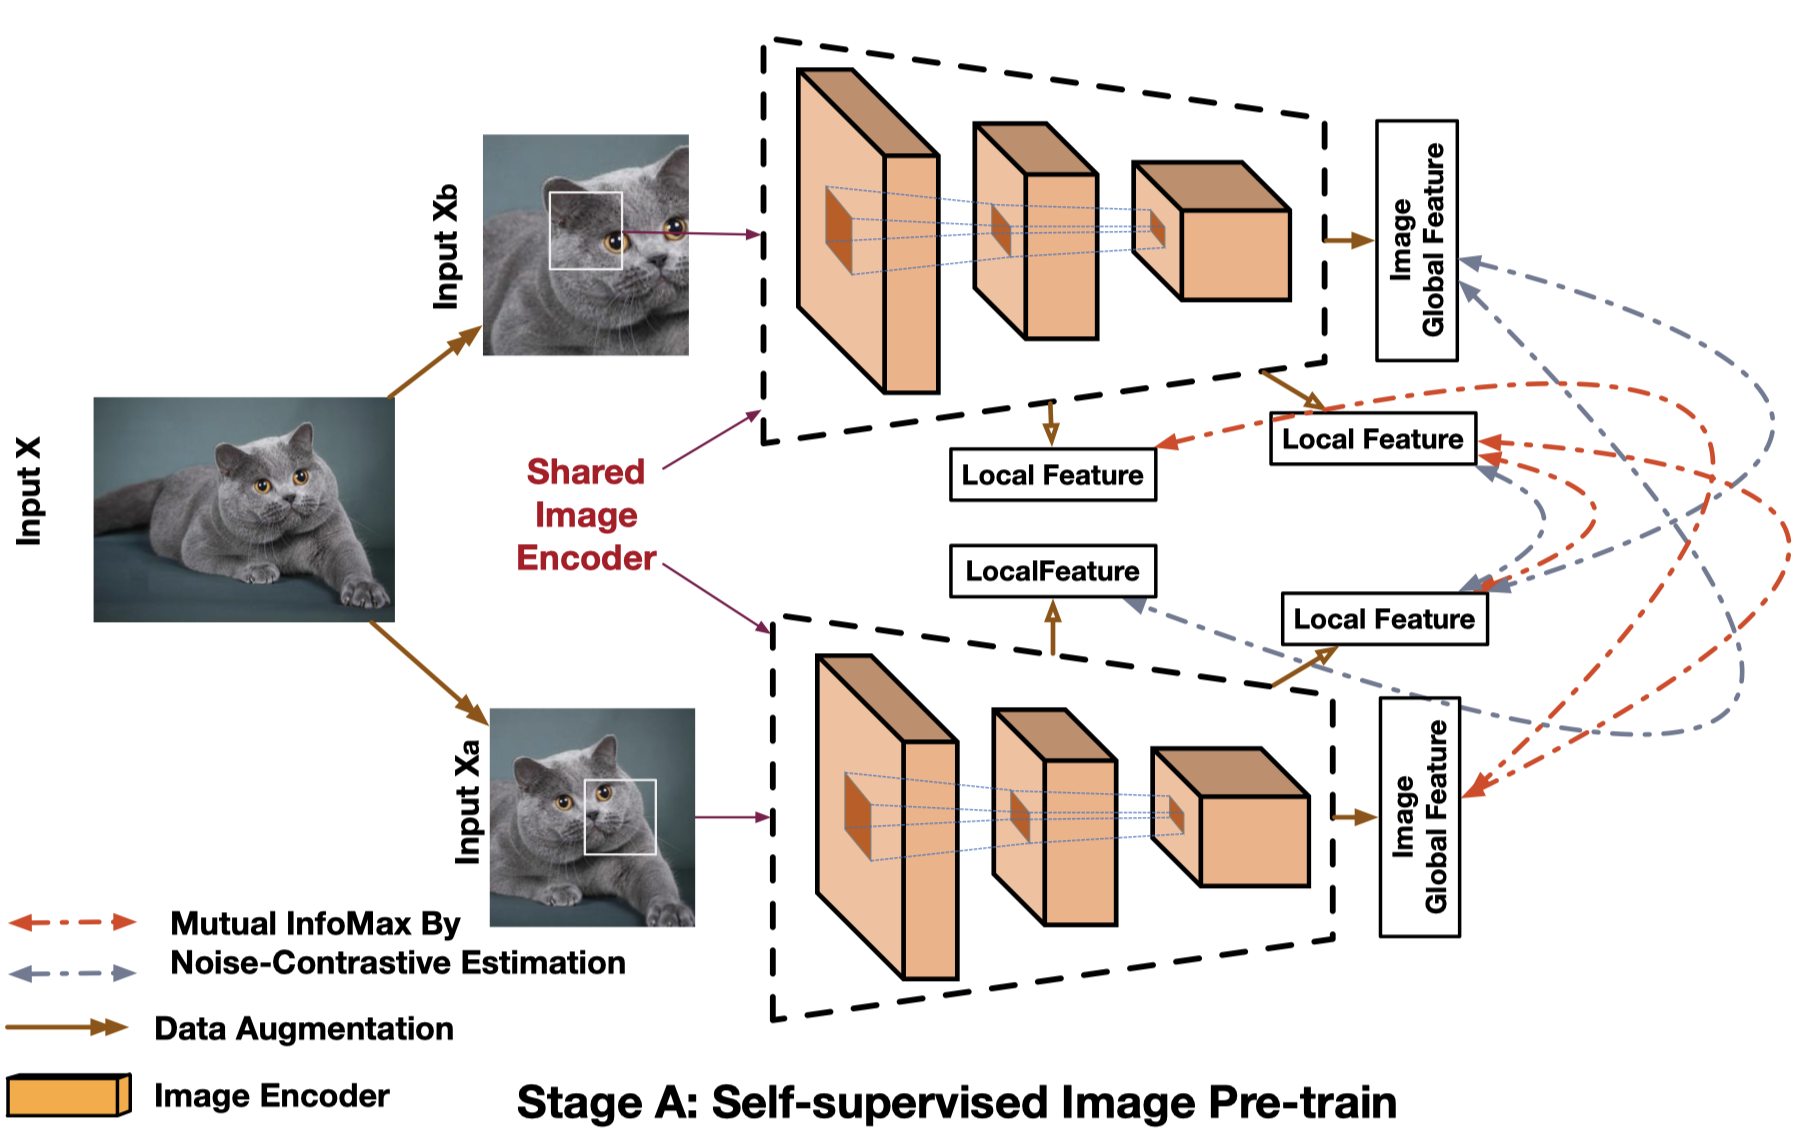 Input Xb
Image
Global Feature
Local Feature
Input X
Shared
Image
Encoder
Local Feature
LocalFeature
Local Feature
Input Xa
Image
Global Feature
Mutual InfoMax By
Noise-Contrastive Estimation
Data Augmentation
Image Encoder
Stage A: Self-supervised Image Pre-train